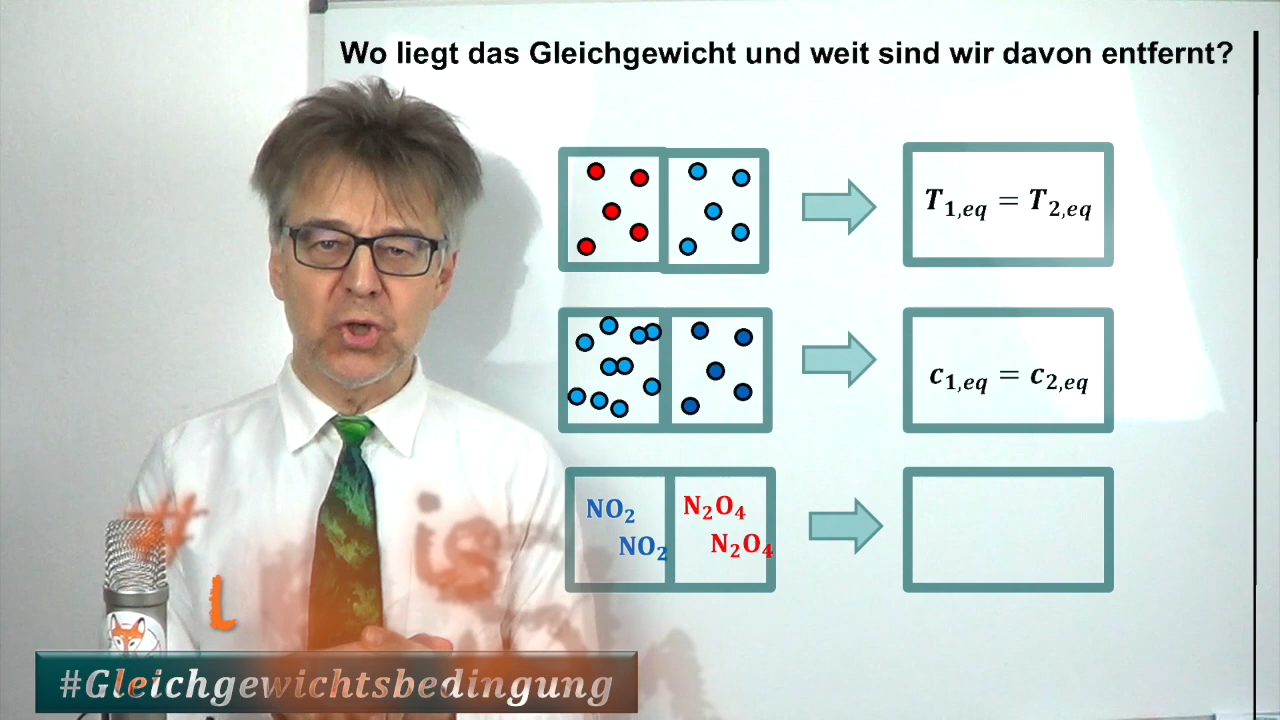 Wo liegt das Gleichgewicht und weit sind wir davon entfernt?
T₁,eq = T₂,eq
c₁,eq = c₂,eq
NO₂ N₂O₄
NO₂ N₂O₄
# is
L
#Gleichgewichtsbedingung